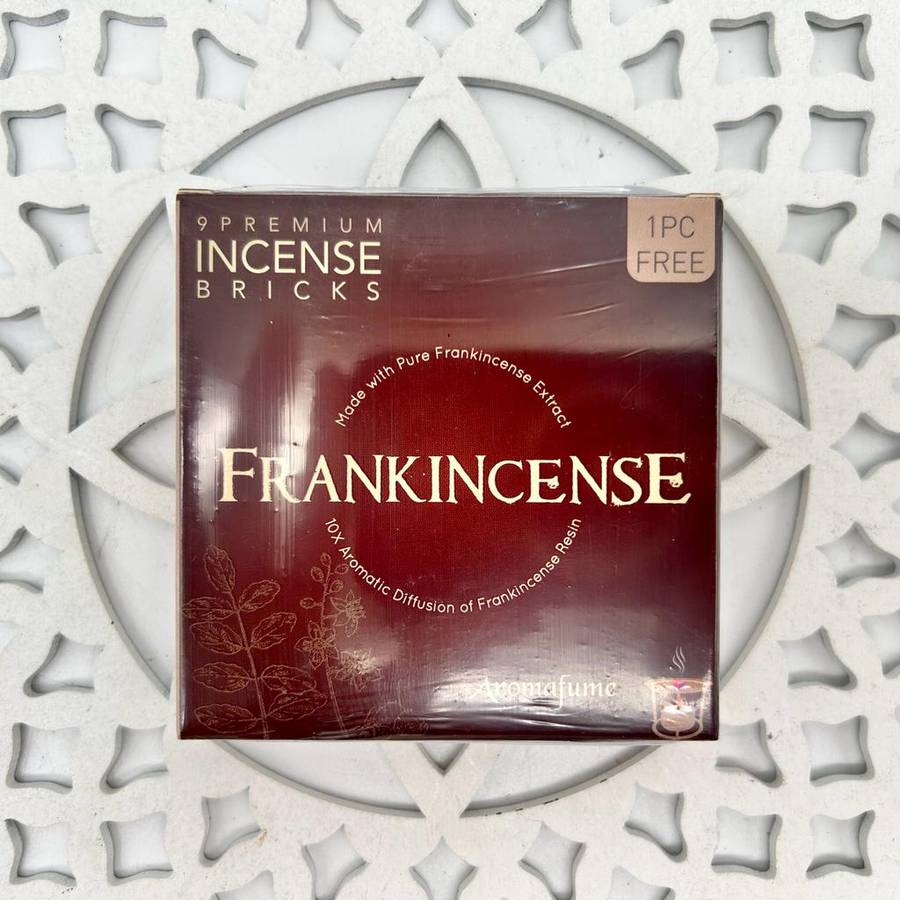 9 PREMIUM
INCENSE
BRICKS
1PC
FREE
Made with Pure Frankincense Extract
FRANKINCENSE
10X Aromatic Diffusion of Frankincense Resin
Aromafume